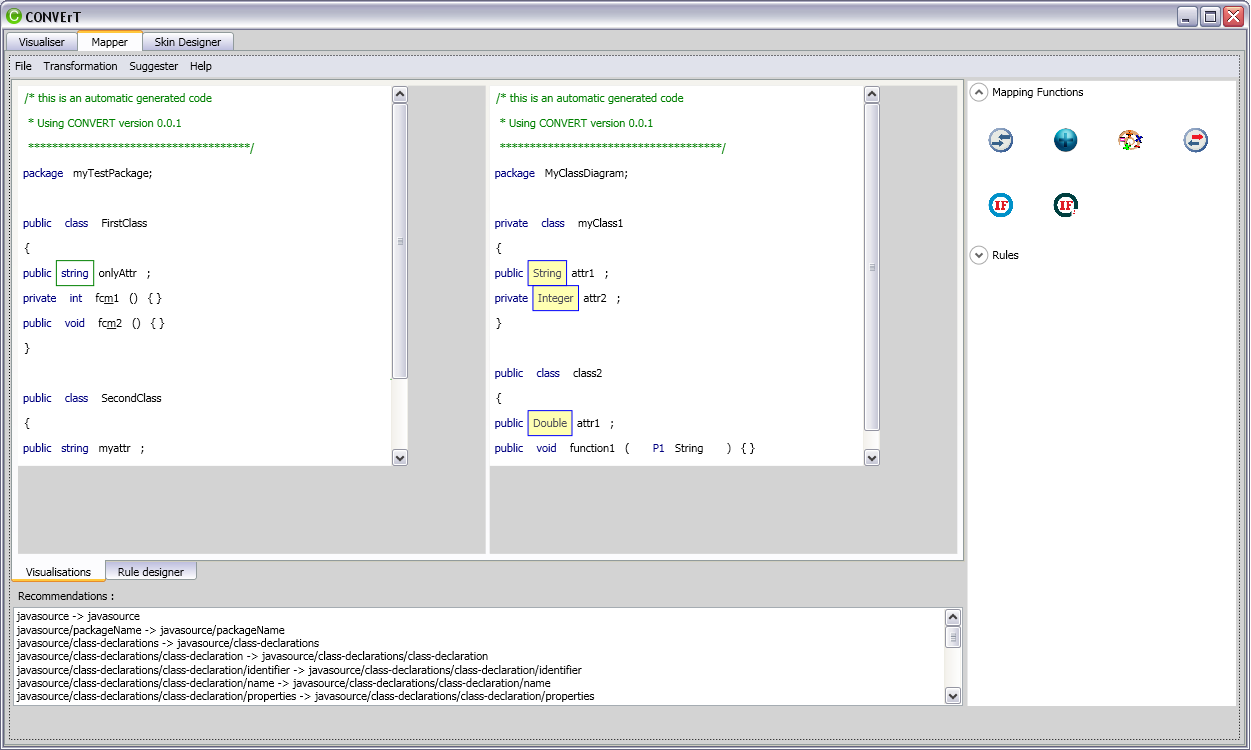 CONVErT
Visualiser Mapper Skin Designer
File Transformation Suggester Help
/* this is an automatic generated code
* Using CONVERT version 0.0.1
*************************************/
package myTestPackage;
public class FirstClass
{
public string onlyAttr ;
private int fcm1 () { }
public void fcm2 () { }
}
public class SecondClass
{
public string myattr ;
/* this is an automatic generated code
* Using CONVERT version 0.0.1
*************************************/
package MyClassDiagram;
private class myClass1
{
public String attr1 ;
private Integer attr2 ;
}
public class class2
{
public Double attr1 ;
public void function1 ( P1 String ) { }
Mapping Functions
IF IF
Rules
Visualisations Rule designer
Recommendations :
javasource -> javasource
javasource/packageName -> javasource/packageName
javasource/class-declarations -> javasource/class-declarations
javasource/class-declarations/class-declaration -> javasource/class-declarations/class-declaration
javasource/class-declarations/class-declaration/identifier -> javasource/class-declarations/class-declaration/identifier
javasource/class-declarations/class-declaration/name -> javasource/class-declarations/class-declaration/name
javasource/class-declarations/class-declaration/properties -> javasource/class-declarations/class-declaration/properties